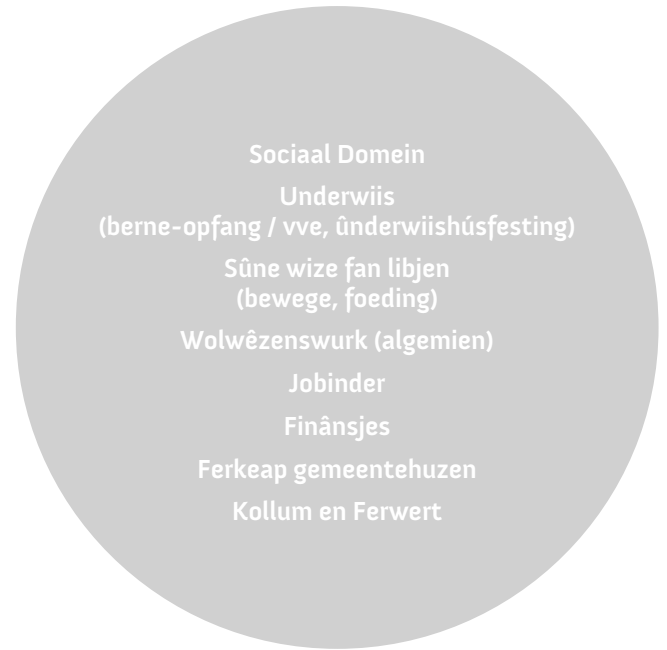 Sociaal Domein
Underwiis
(berne-opfang / vve, ûnderwiishúsfesting)
Sûne wize fan libjen
(bewege, foeding)
Wolwêzenswurk (algemien)
Jobinder
Finânsjes
Ferkeap gemeentehuzen
Kollum en Ferwert